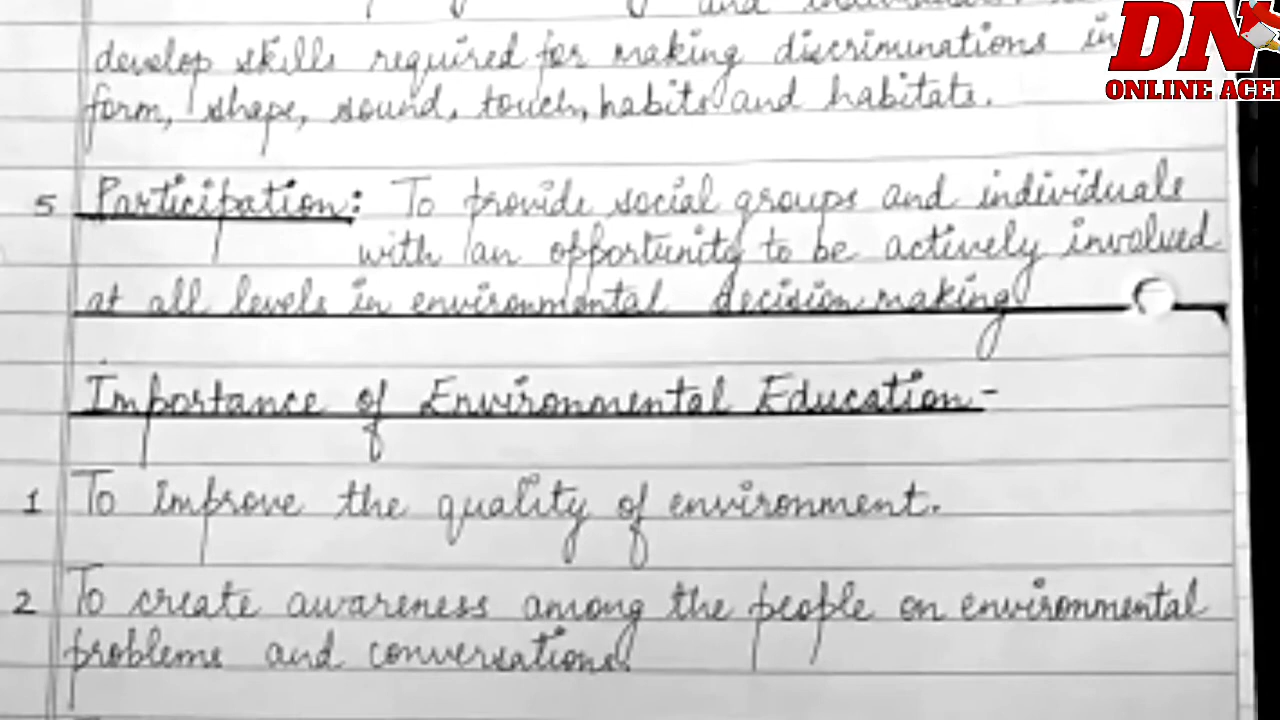 and individuals
develop skills required for making discriminations in
form, shape, sound, touch, habits and habitats.
5 Participation: To provide social groups and individuals
with an opportunity to be actively involved
at all levels in environmental decision making
Importance of Environmental Education-
1 To improve the quality of environment.
2 To create awareness among the people on environmental
problems and conversations.
DN
ONLINE